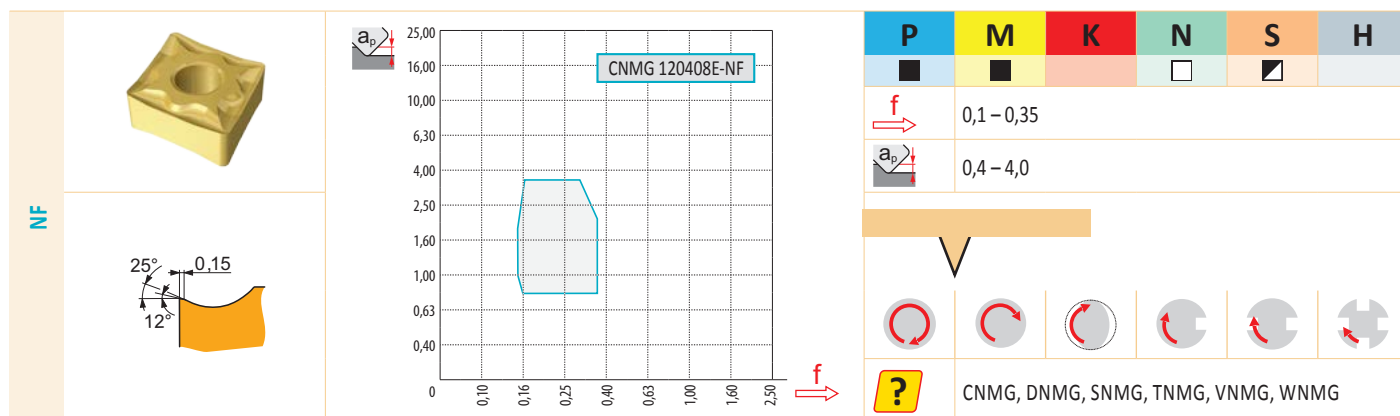 NF
25°
0,15
12°
aₚ
25,00
CNMG 120408E-NF
16,00
10,00
6,30
4,00
2,50
1,60
1,00
0,63
0,40
0
0,10
0,16
0,25
0,40
0,63
1,00
1,60
2,50
f
P M K N S H
f
0,1 – 0,35
aₚ
0,4 – 4,0
?
CNMG, DNMG, SNMG, TNMG, VNMG, WNMG